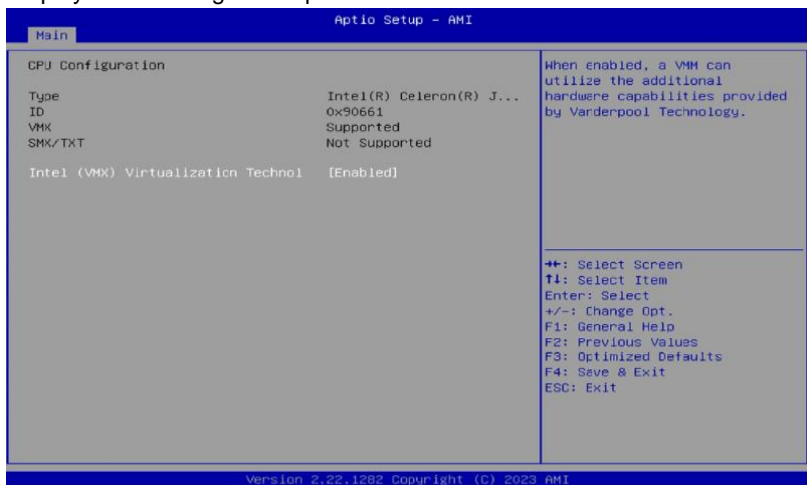 Aptio Setup - AMI
Main
CPU Configuration
Type Intel(R) Celeron(R) J...
ID 0x90661
VMX Supported
SMX/TXT Not Supported
Intel (VMX) Virtualization Technol [Enabled]
When enabled, a VMM can
utilize the additional
hardware capabilities provided
by Vanderpool Technology.
→←: Select Screen
↑↓: Select Item
Enter: Select
+/-: Change Opt.
F1: General Help
F2: Previous Values
F3: Optimized Defaults
F4: Save & Exit
ESC: Exit
Version 2.22.1282 Copyright (C) 2023 AMI